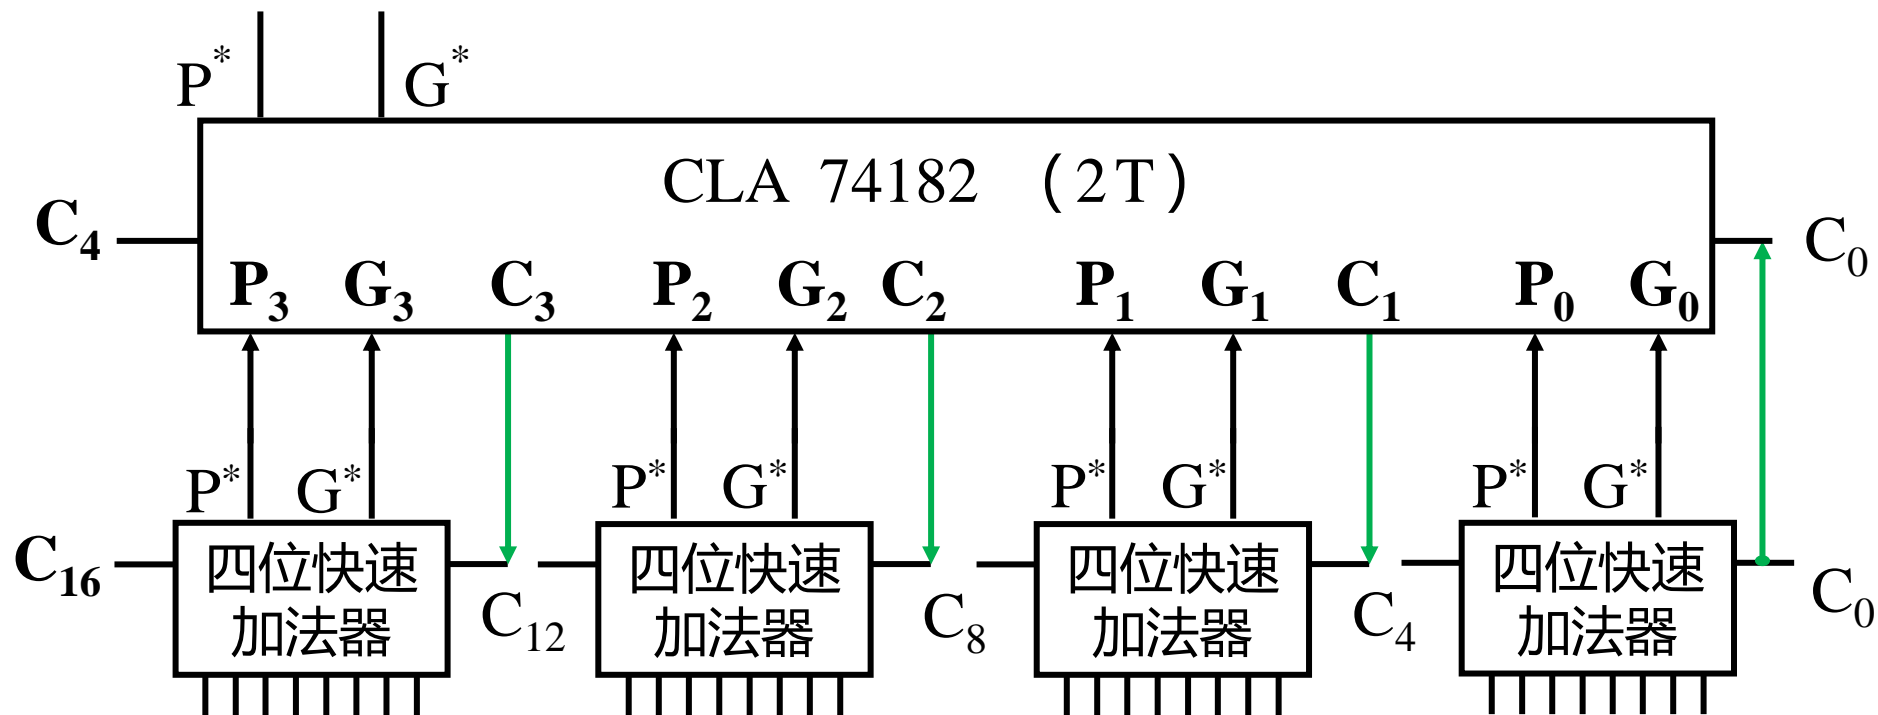 P* G*
CLA 74182 (2T)
C₄ C₀
P₃ G₃ C₃ P₂ G₂ C₂ P₁ G₁ C₁ P₀ G₀
P* G* P* G* P* G* P* G*
C₁₆ 四位快速 四位快速 四位快速 四位快速
加法器 C₁₂ 加法器 C₈ 加法器 C₄ 加法器 C₀